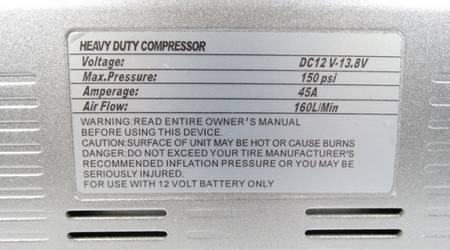 HEAVY DUTY COMPRESSOR
Voltage: DC12 V-13.8V
Max.Pressure: 150 psi
Amperage: 45A
Air Flow: 160L/Min
WARNING:READ ENTIRE OWNER'S MANUAL
BEFORE USING THIS DEVICE.
CAUTION:SURFACE OF UNIT MAY BE HOT OR CAUSE BURNS
DANGER:DO NOT EXCEED YOUR TIRE MANUFACTURER'S
RECOMMENDED INFLATION PRESSURE OR YOU MAY BE
SERIOUSLY INJURED.
FOR USE WITH 12 VOLT BATTERY ONLY